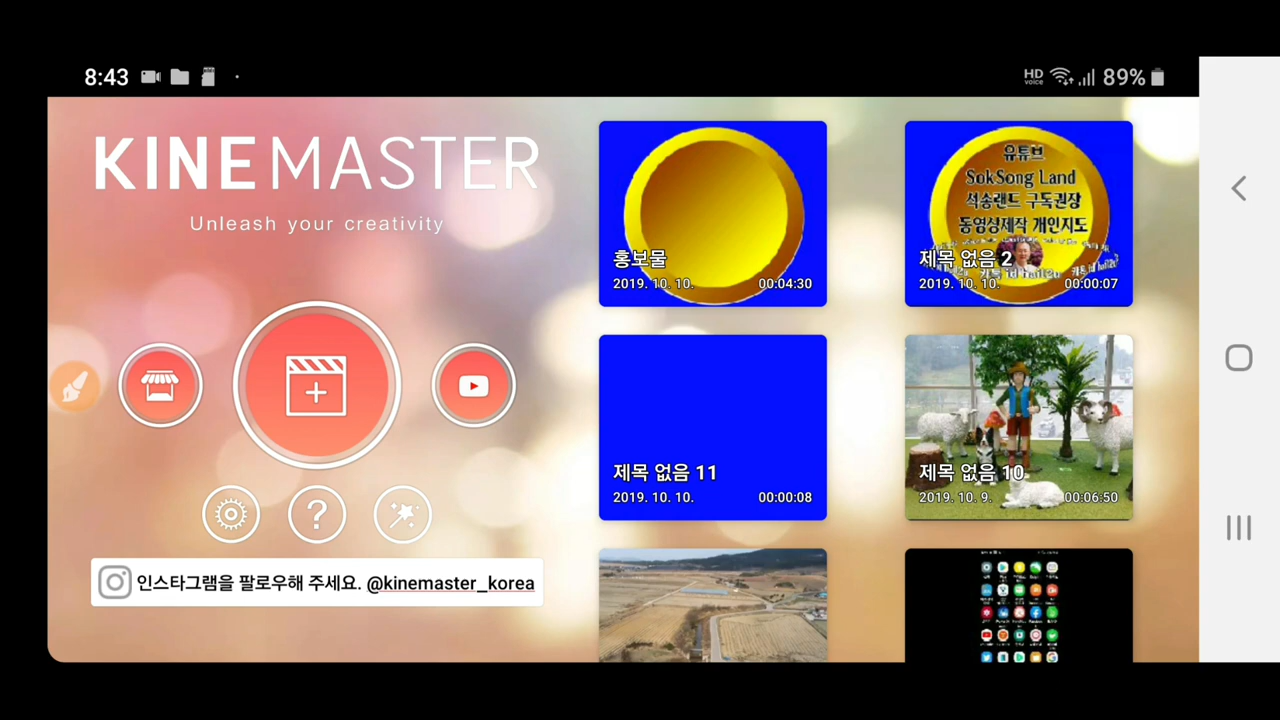 8:43
HD voice
89%
KINEMASTER
Unleash your creativity
인스타그램을 팔로우해 주세요. @kinemaster_korea
홍보물
2019. 10. 10.
00:04:30
유튜브
SokSong Land
석송랜드 구독권장
동영상제작 개인지도
제목 없음 2
2019. 10. 10.
00:00:07
제목 없음 11
2019. 10. 10.
00:00:08
제목 없음 10
2019. 10. 9.
00:06:50